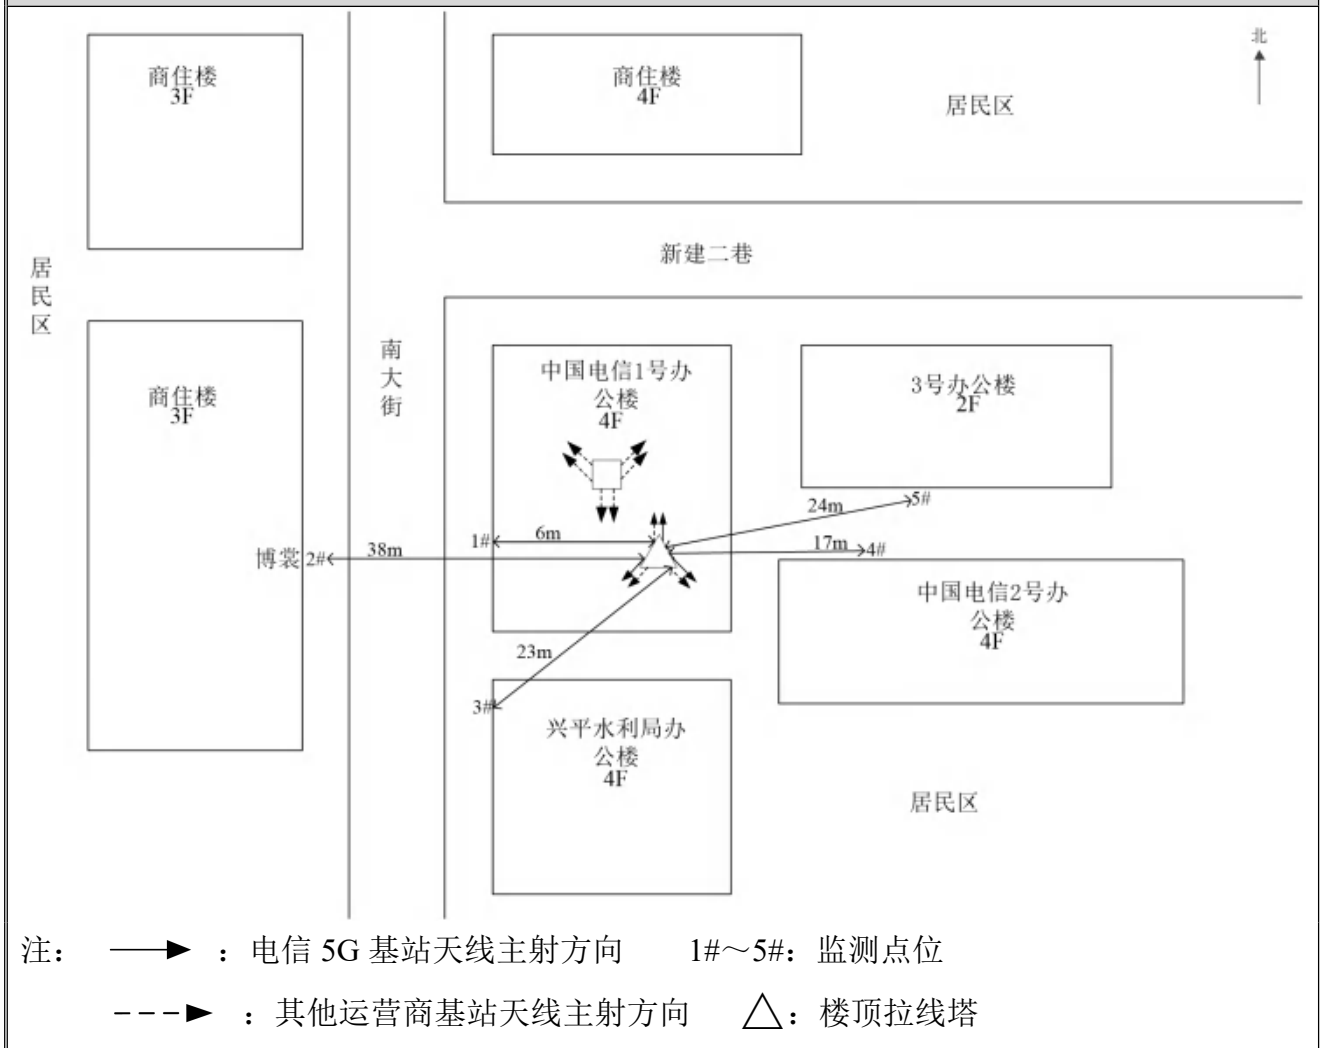 北
商住楼
3F
商住楼
4F
居民区
新建二巷
居民区
南大街
商住楼
3F
中国电信1号办
公楼
4F
3号办公楼
2F
24m
5#
1#
6m
17m
4#
博裳
2#
38m
中国电信2号办
公楼
4F
23m
3#
兴平水利局办
公楼
4F
居民区
注： ：电信 5G 基站天线主射方向 1#～5#：监测点位
：其他运营商基站天线主射方向 ：楼顶拉线塔